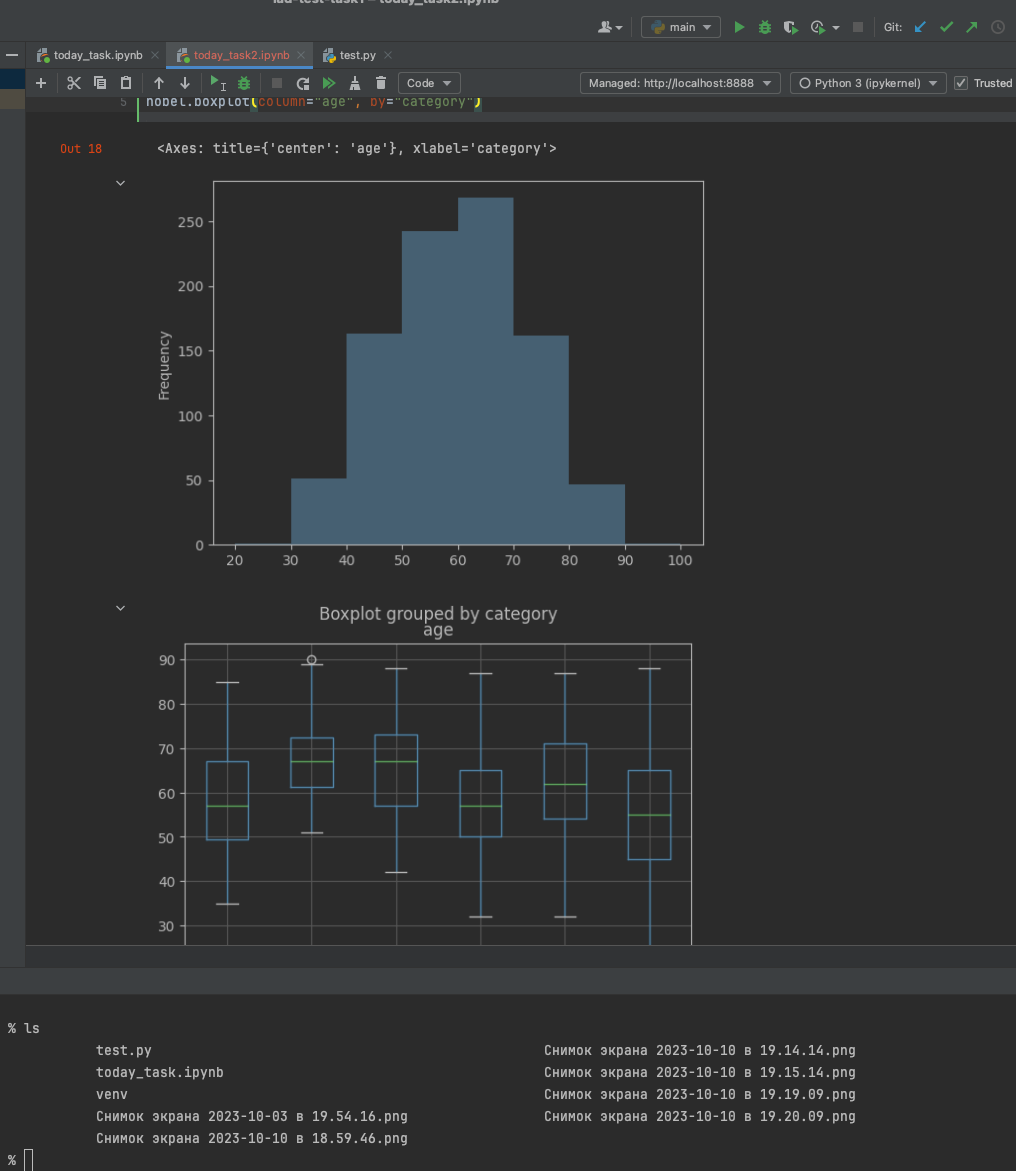 lad-test-task1 – today_task2.ipynb
main
Git:
today_task.ipynb
today_task2.ipynb
test.py
Code
Managed: http://localhost:8888
Python 3 (ipykernel)
Trusted
5 nobel.boxplot(column="age", by="category")
Out 18
<Axes: title={'center': 'age'}, xlabel='category'>
250
200
150
100
50
0
Frequency
20 30 40 50 60 70 80 90 100
Boxplot grouped by category
age
90
80
70
60
50
40
30
% ls
test.py Снимок экрана 2023-10-10 в 19.14.14.png
today_task.ipynb Снимок экрана 2023-10-10 в 19.15.14.png
venv Снимок экрана 2023-10-10 в 19.19.09.png
Снимок экрана 2023-10-03 в 19.54.16.png Снимок экрана 2023-10-10 в 19.20.09.png
Снимок экрана 2023-10-10 в 18.59.46.png
%